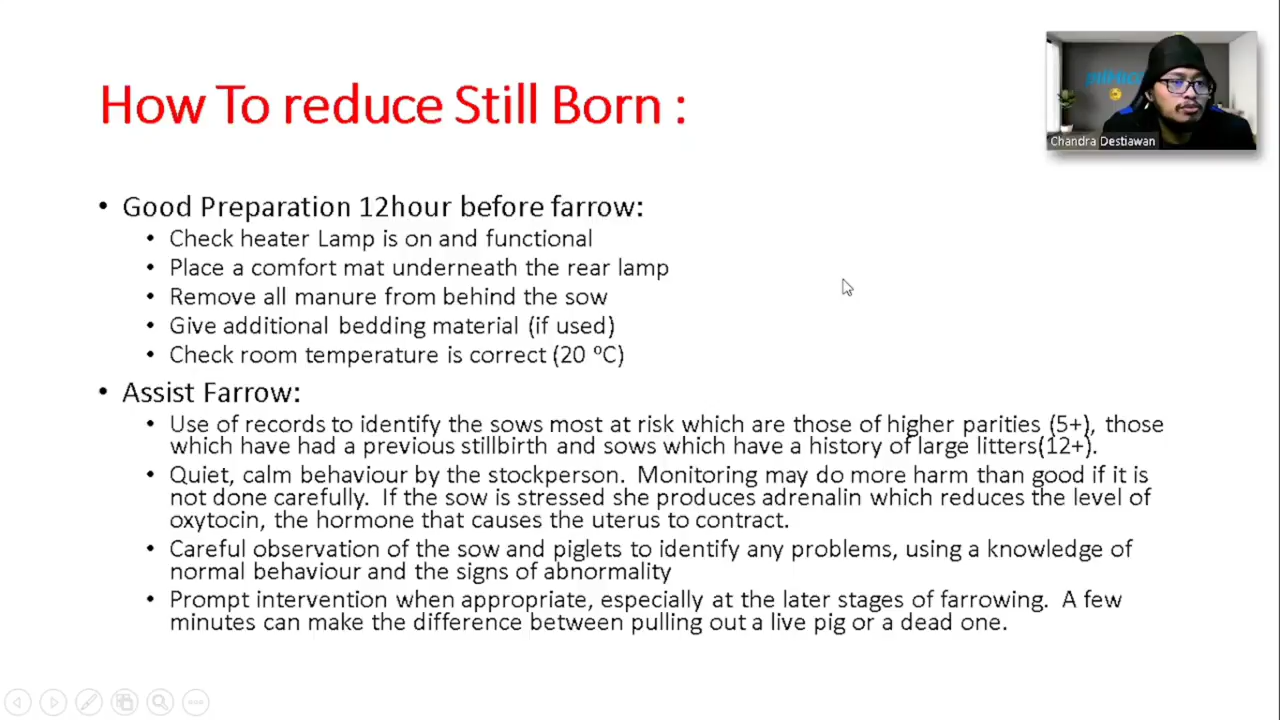 How To reduce Still Born :
Chandra Destiawan
• Good Preparation 12hour before farrow:
• Check heater Lamp is on and functional
• Place a comfort mat underneath the rear lamp
• Remove all manure from behind the sow
• Give additional bedding material (if used)
• Check room temperature is correct (20 ºC)
• Assist Farrow:
• Use of records to identify the sows most at risk which are those of higher parities (5+), those
which have had a previous stillbirth and sows which have a history of large litters(12+).
• Quiet, calm behaviour by the stockperson.  Monitoring may do more harm than good if it is
not done carefully.  If the sow is stressed she produces adrenalin which reduces the level of
oxytocin, the hormone that causes the uterus to contract.
• Careful observation of the sow and piglets to identify any problems, using a knowledge of
normal behaviour and the signs of abnormality
• Prompt intervention when appropriate, especially at the later stages of farrowing.  A few
minutes can make the difference between pulling out a live pig or a dead one.